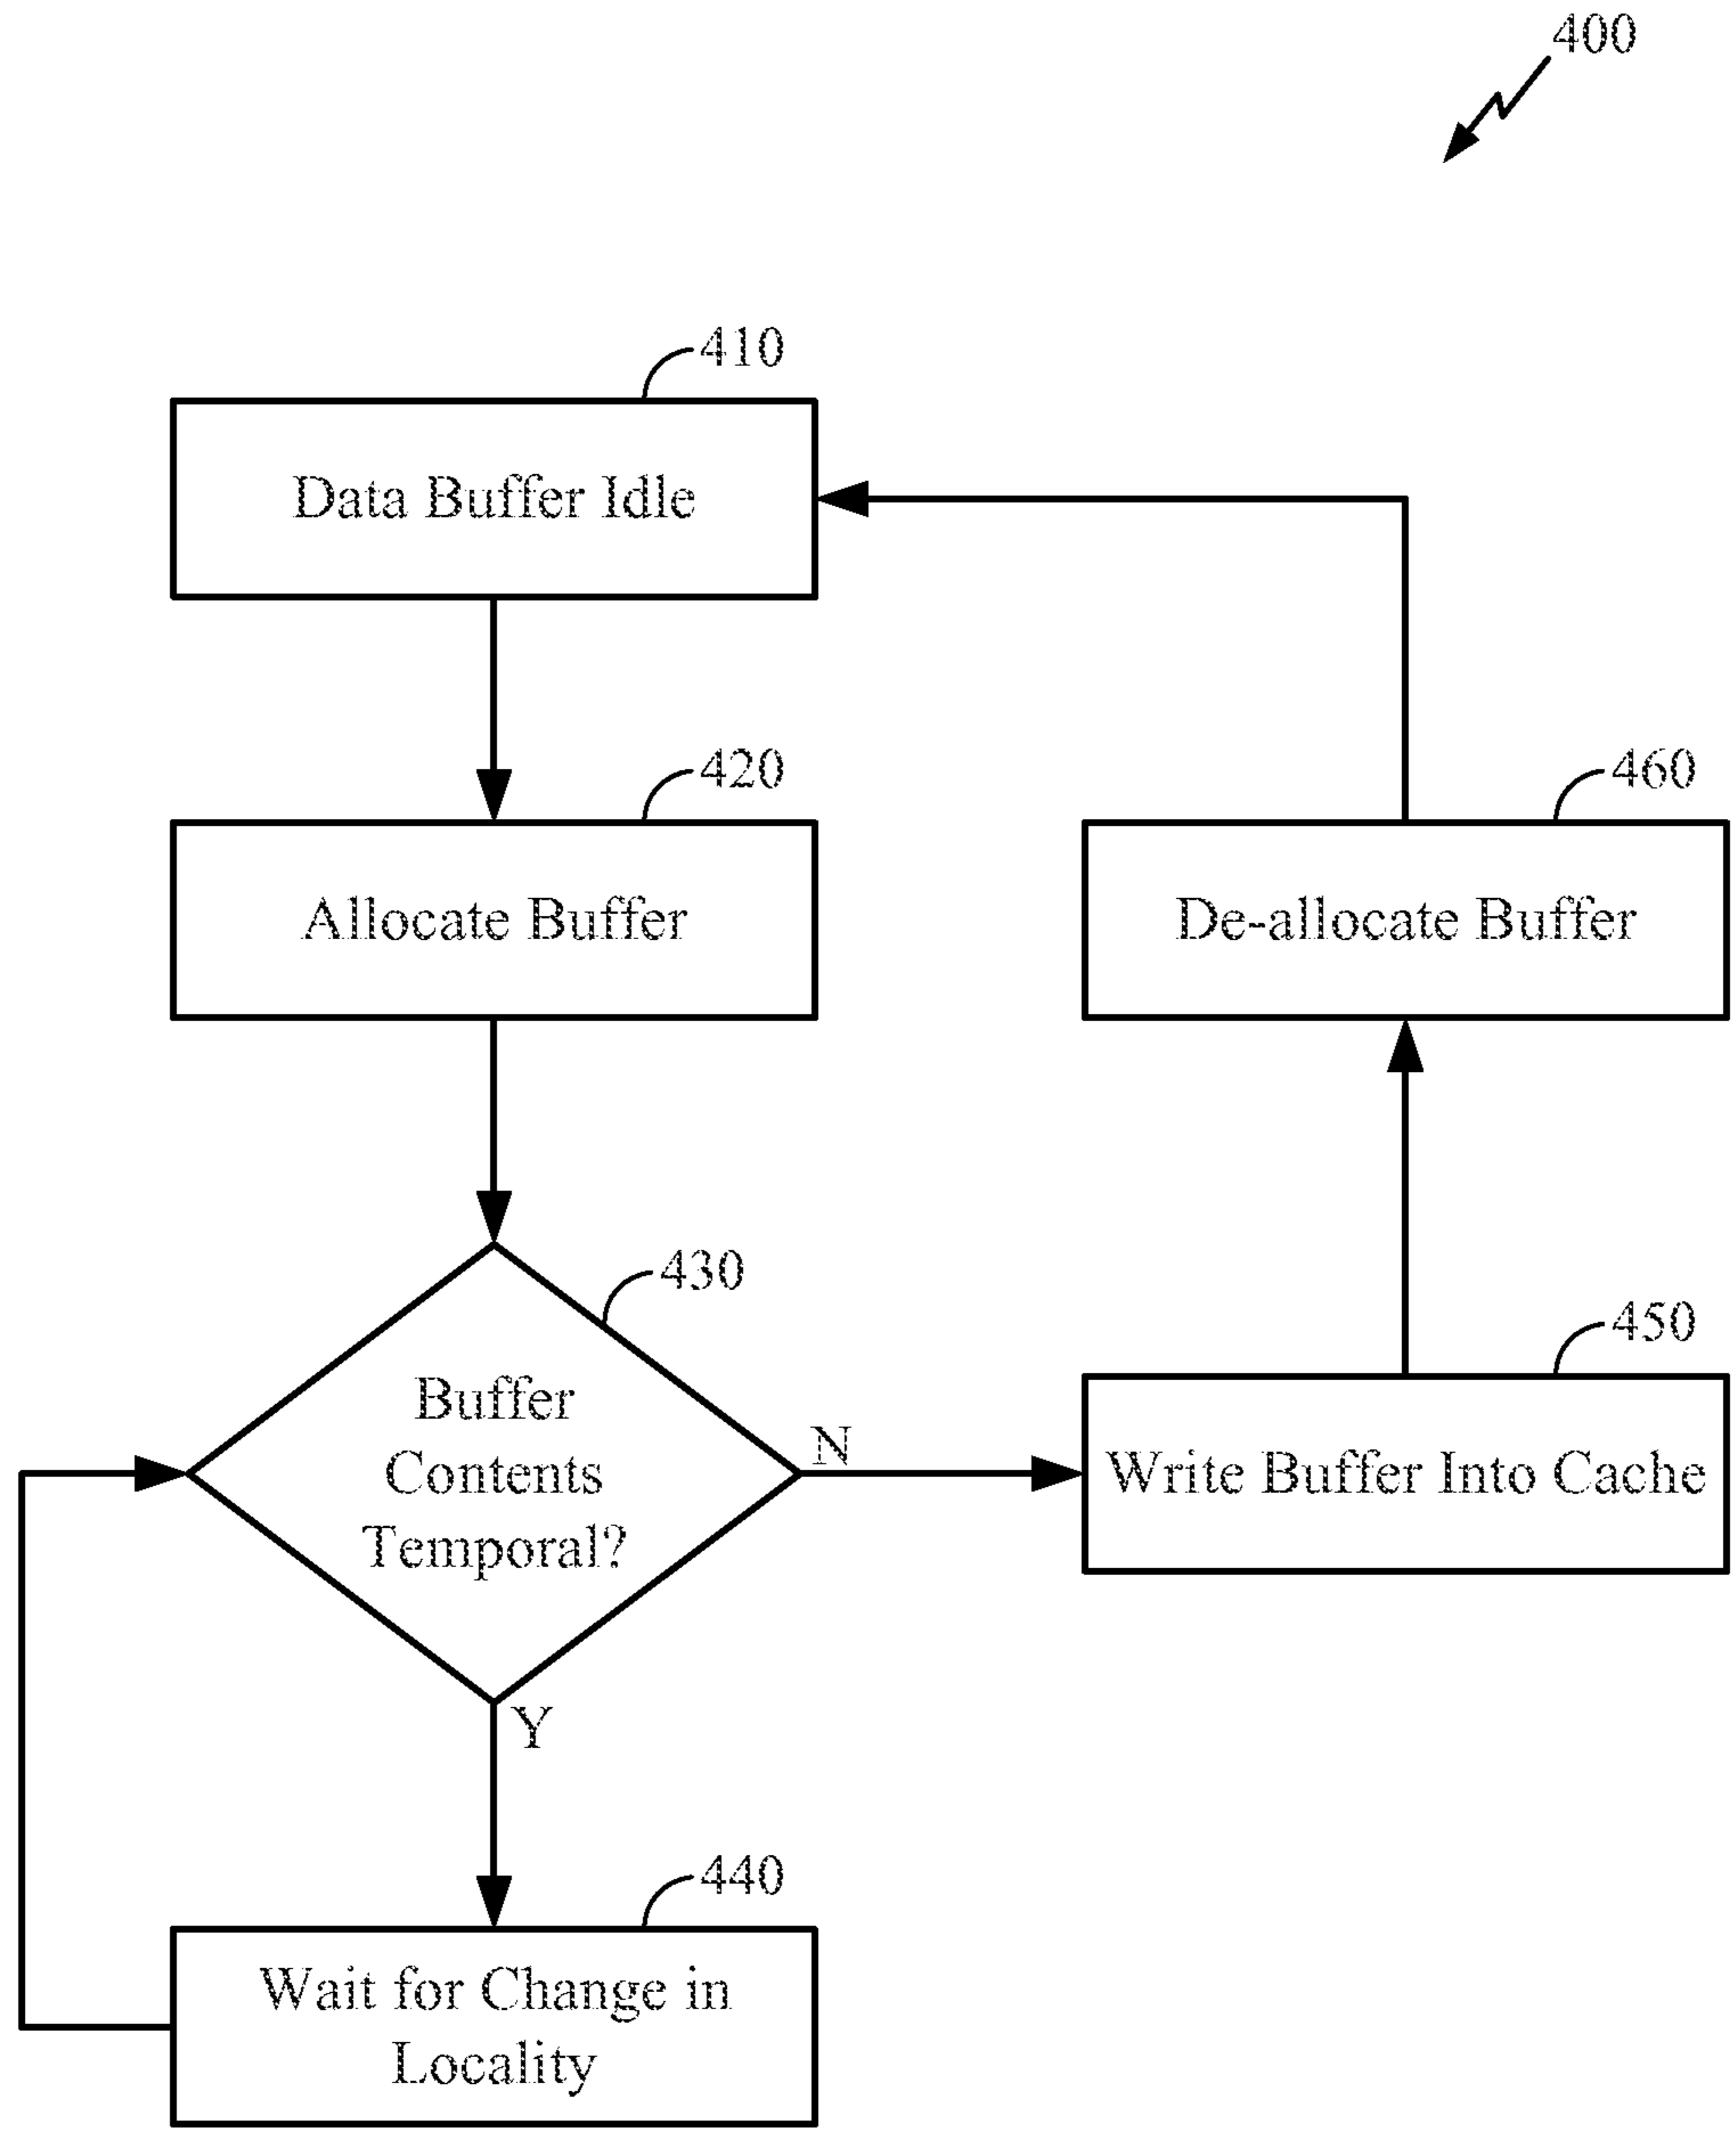 400
410
Data Buffer Idle
420
Allocate Buffer
460
De-allocate Buffer
430
Buffer
Contents
Temporal?
N
Y
450
Write Buffer Into Cache
440
Wait for Change in
Locality